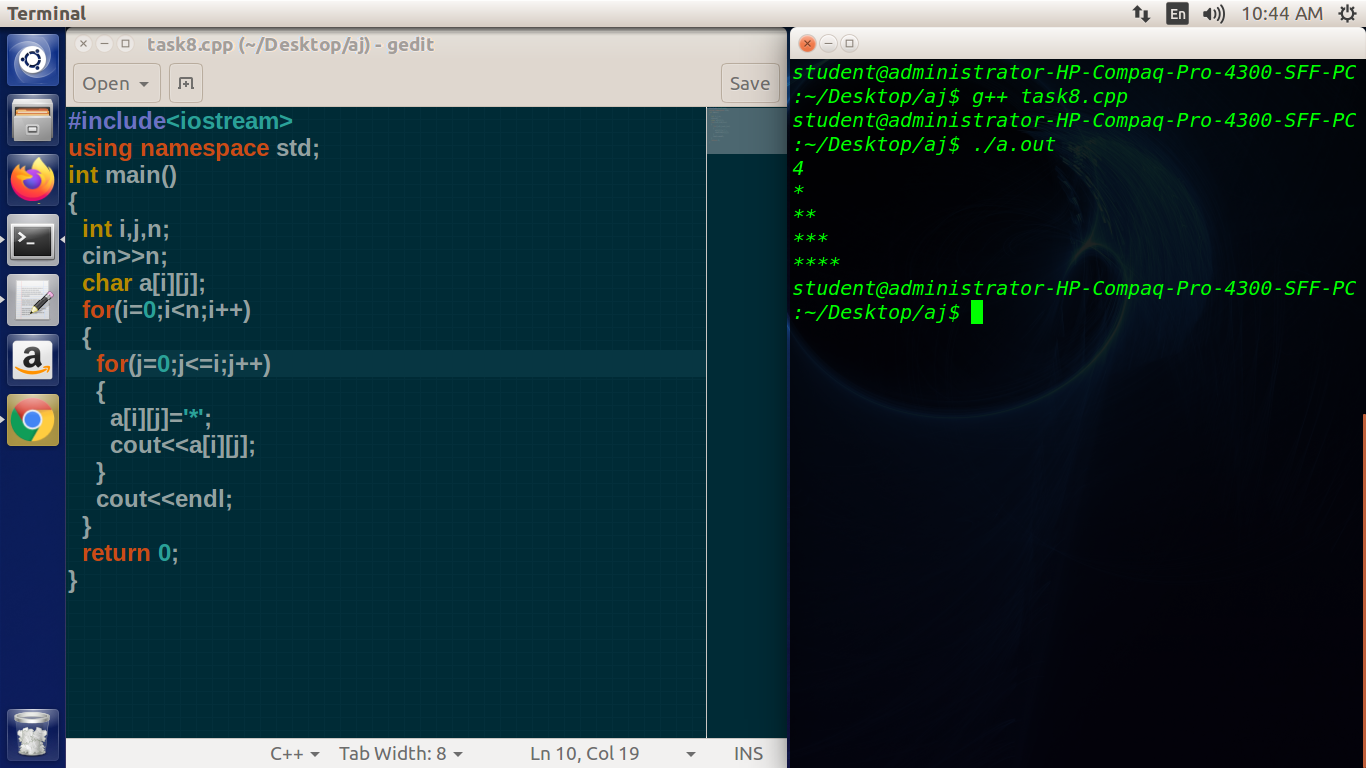 Terminal
En
10:44 AM
task8.cpp (~/Desktop/aj) - gedit
Open
Save
#include<iostream>
using namespace std;
int main()
{
int i,j,n;
cin>>n;
char a[i][j];
for(i=0;i<n;i++)
{
for(j=0;j<=i;j++)
{
a[i][j]='*';
cout<<a[i][j];
}
cout<<endl;
}
return 0;
}
C++
Tab Width: 8
Ln 10, Col 19
INS
student@administrator-HP-Compaq-Pro-4300-SFF-PC
:~/Desktop/aj$ g++ task8.cpp
student@administrator-HP-Compaq-Pro-4300-SFF-PC
:~/Desktop/aj$ ./a.out
4
*
**
***
****
student@administrator-HP-Compaq-Pro-4300-SFF-PC
:~/Desktop/aj$